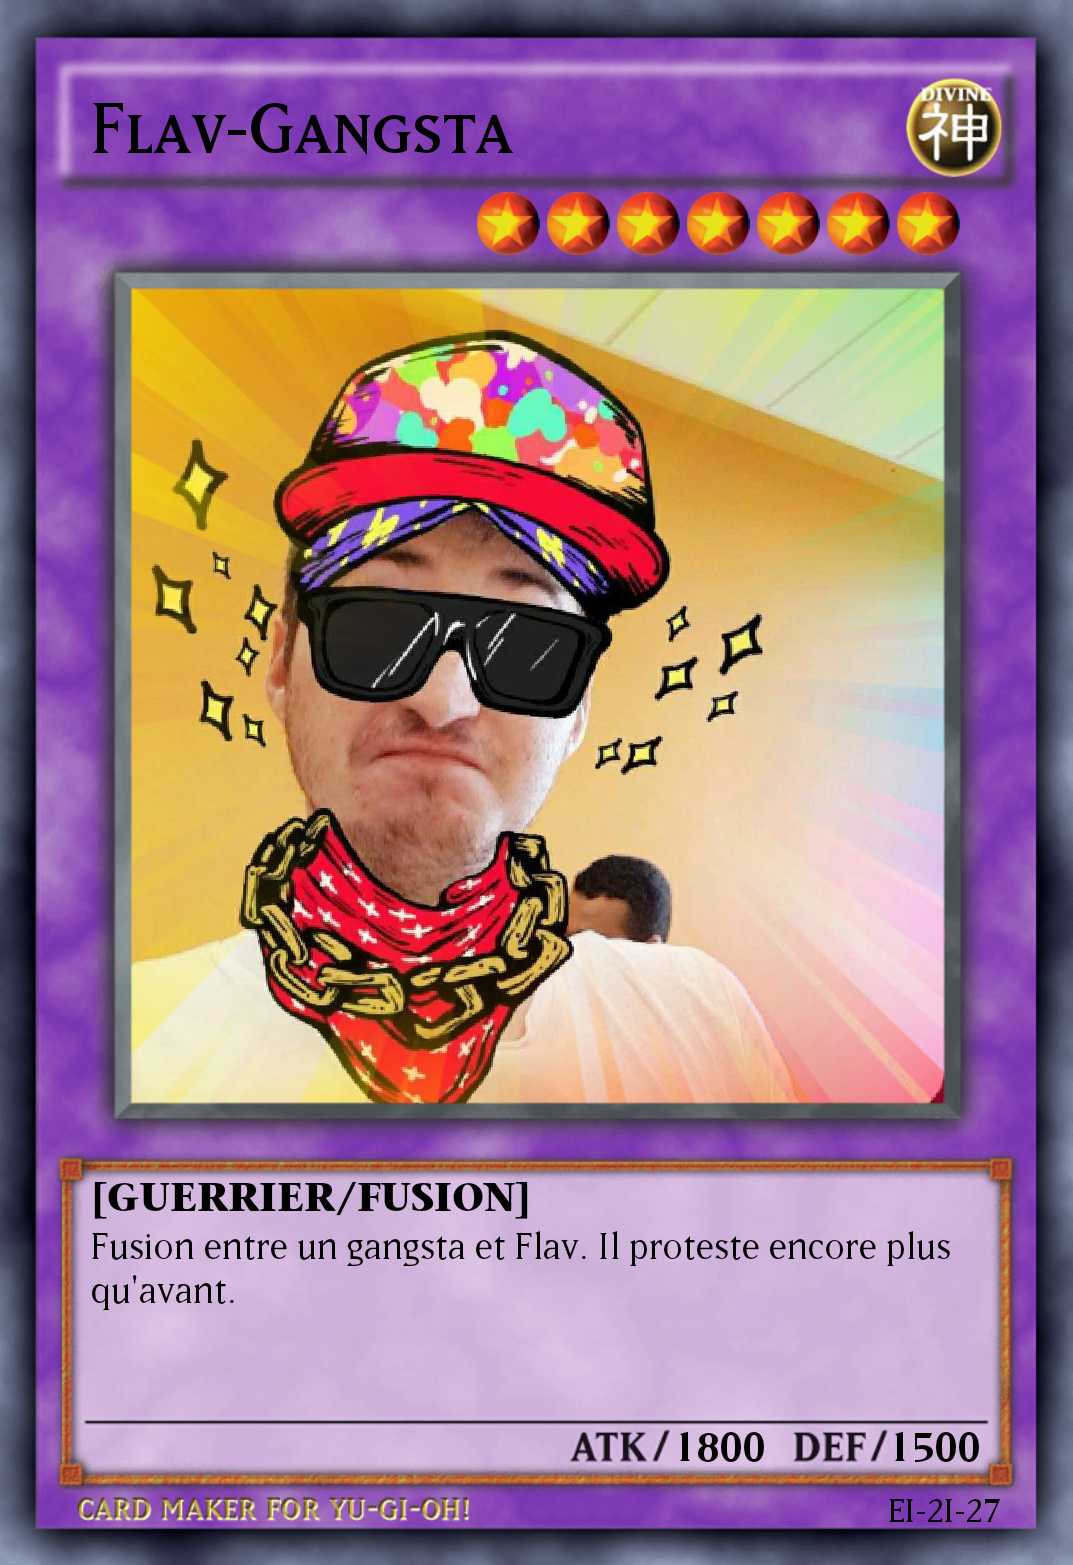 Flav-Gangsta
DIVINE
神
[GUERRIER/FUSION]
Fusion entre un gangsta et Flav. Il proteste encore plus
qu'avant.
ATK/1800 DEF/1500
CARD MAKER FOR YU-GI-OH!
EI-2I-27